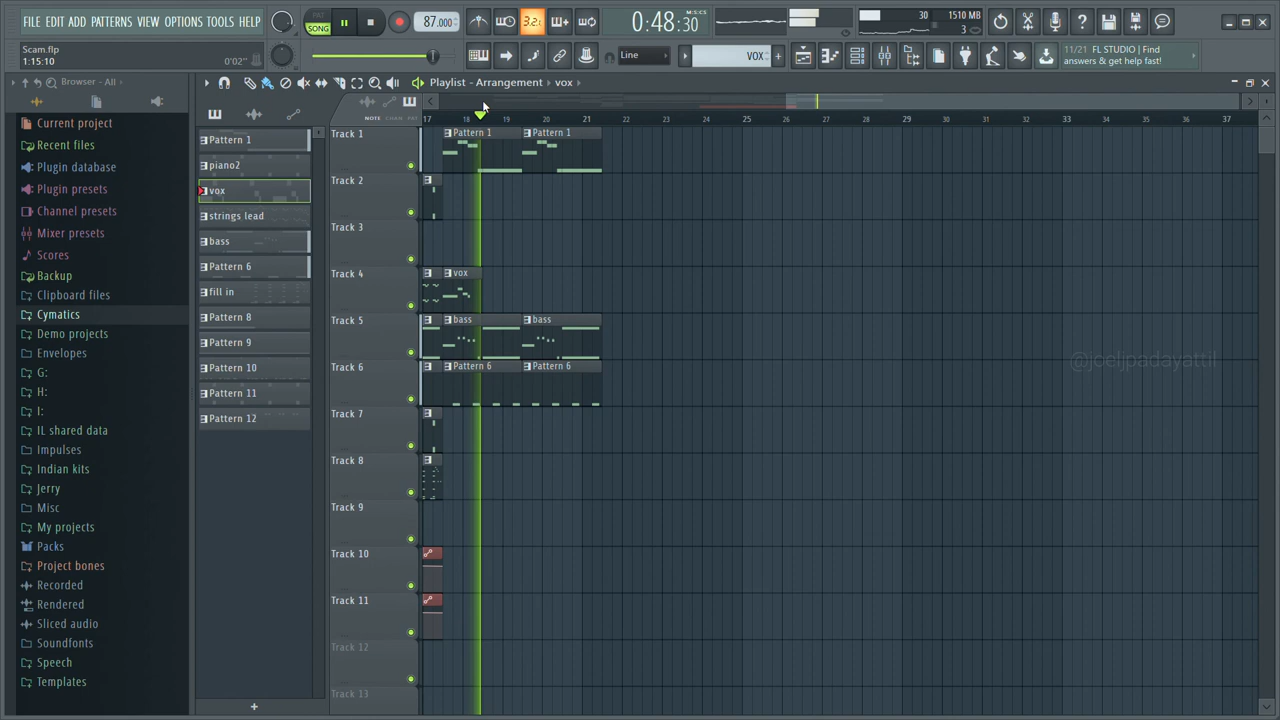 FILE EDIT ADD PATTERNS VIEW OPTIONS TOOLS HELP
PAT
SONG
87.000
3.2.
0:48:30
M:S:CS
30
1510 MB
3
Scam.flp
1:15:10
0'02"
Line
VOX
11/21 FL STUDIO | Find
answers & get help fast!
Browser - All
Playlist - Arrangement › vox ›
NOTE CHAN PAT
17 18 19 20 21 22 23 24 25 26 27 28 29 30 31 32 33 34 35 36 37
Current project
Recent files
Plugin database
Plugin presets
Channel presets
Mixer presets
Scores
Backup
Clipboard files
Cymatics
Demo projects
Envelopes
G:
H:
I:
IL shared data
Impulses
Indian kits
Jerry
Misc
My projects
Packs
Project bones
Recorded
Rendered
Sliced audio
Soundfonts
Speech
Templates
Pattern 1
piano2
vox
strings lead
bass
Pattern 6
fill in
Pattern 8
Pattern 9
Pattern 10
Pattern 11
Pattern 12
+
Track 1
Pattern 1
Pattern 1
Track 2
Track 3
Track 4
vox
Track 5
bass
bass
Track 6
Pattern 6
Pattern 6
Track 7
Track 8
Track 9
Track 10
Track 11
Track 12
Track 13
@joeljpadayattil